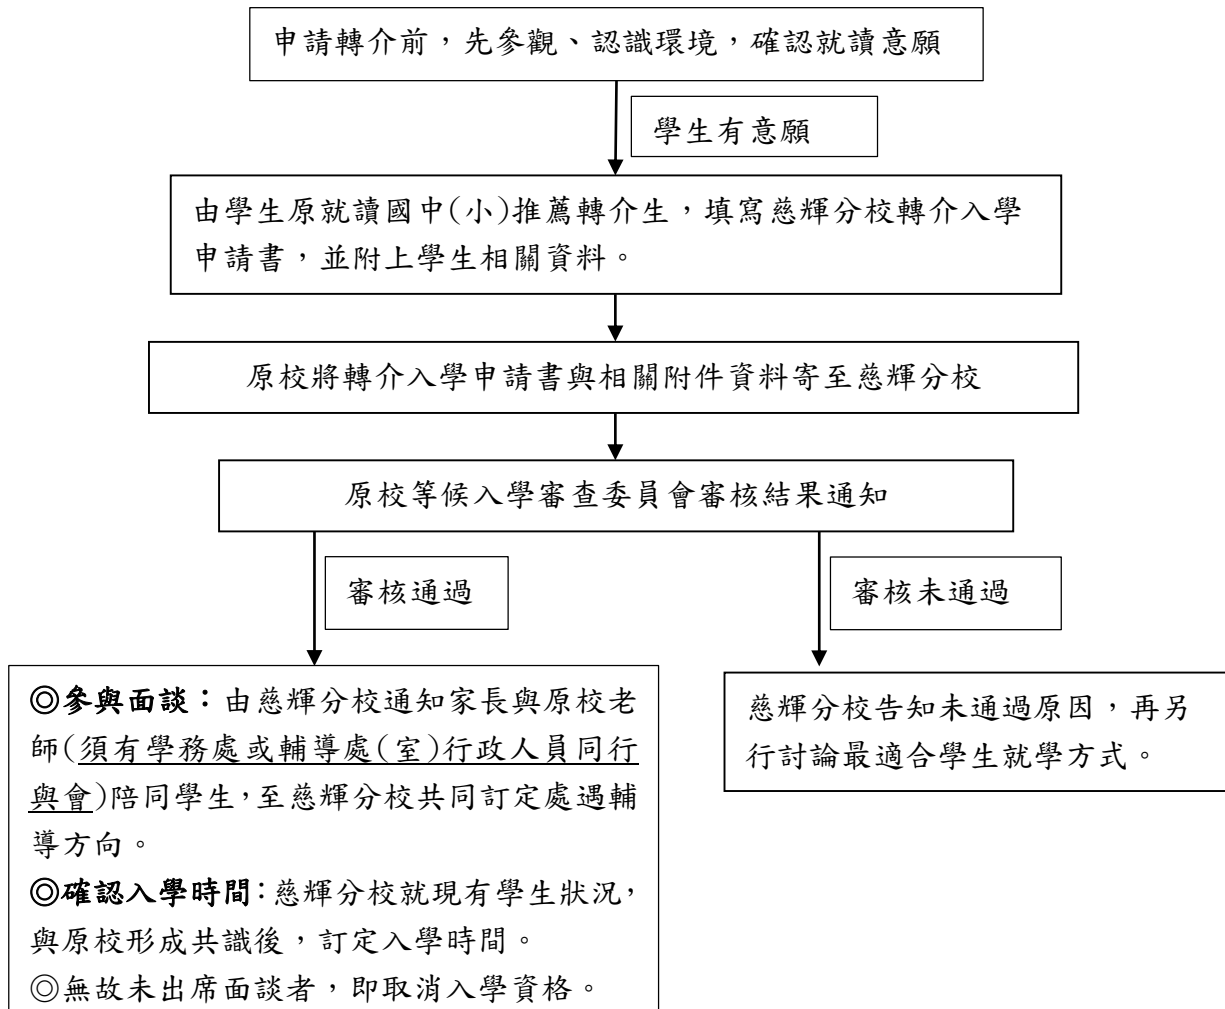 申請轉介前，先參觀、認識環境，確認就讀意願
學生有意願
由學生原就讀國中(小)推薦轉介生，填寫慈輝分校轉介入學
申請書，並附上學生相關資料。
原校將轉介入學申請書與相關附件資料寄至慈輝分校
原校等候入學審查委員會審核結果通知
審核通過
審核未通過
◎參與面談：由慈輝分校通知家長與原校老
師(須有學務處或輔導處(室)行政人員同行
與會)陪同學生，至慈輝分校共同訂定處遇輔
導方向。
◎確認入學時間：慈輝分校就現有學生狀況，
與原校形成共識後，訂定入學時間。
◎無故未出席面談者，即取消入學資格。
慈輝分校告知未通過原因，再另
行討論最適合學生就學方式。